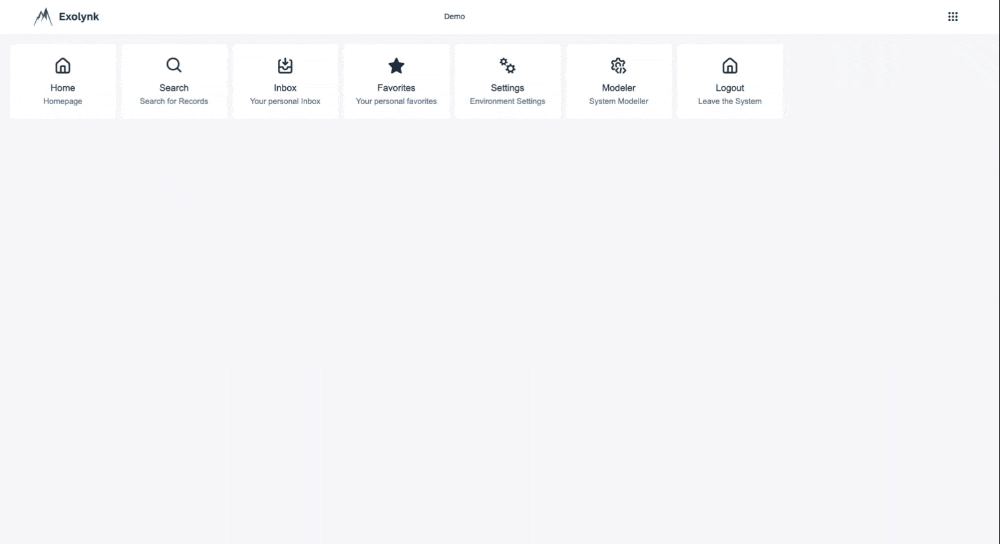 Exolynk
Demo
Home
Homepage
Search
Search for Records
Inbox
Your personal Inbox
Favorites
Your personal favorites
Settings
Environment Settings
Modeler
System Modeller
Logout
Leave the System